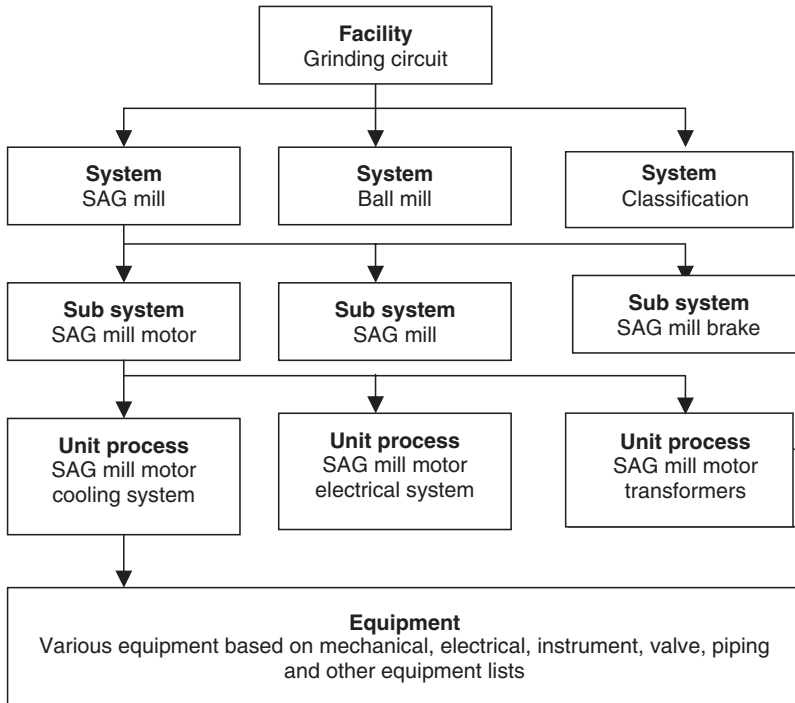 Facility
Grinding circuit
System
SAG mill
System
Ball mill
System
Classification
Sub system
SAG mill motor
Sub system
SAG mill
Sub system
SAG mill brake
Unit process
SAG mill motor
cooling system
Unit process
SAG mill motor
electrical system
Unit process
SAG mill motor
transformers
Equipment
Various equipment based on mechanical, electrical, instrument, valve, piping
and other equipment lists